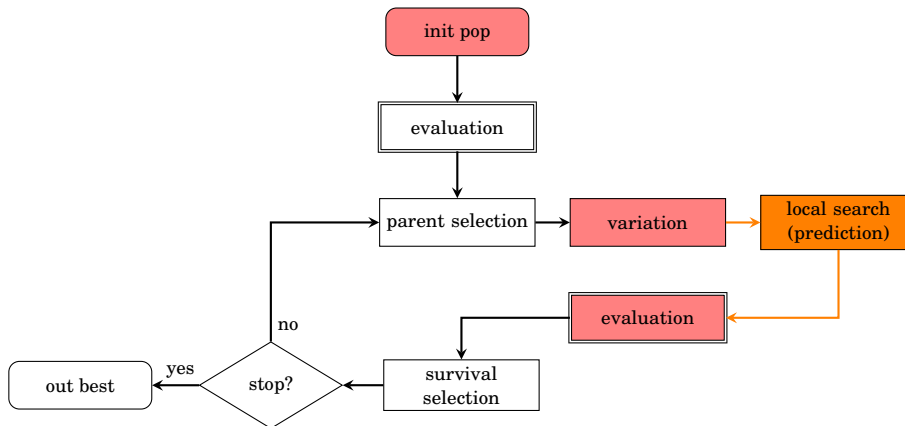 init pop
evaluation
parent selection
variation
local search
(prediction)
evaluation
no
yes
out best
stop?
survival
selection